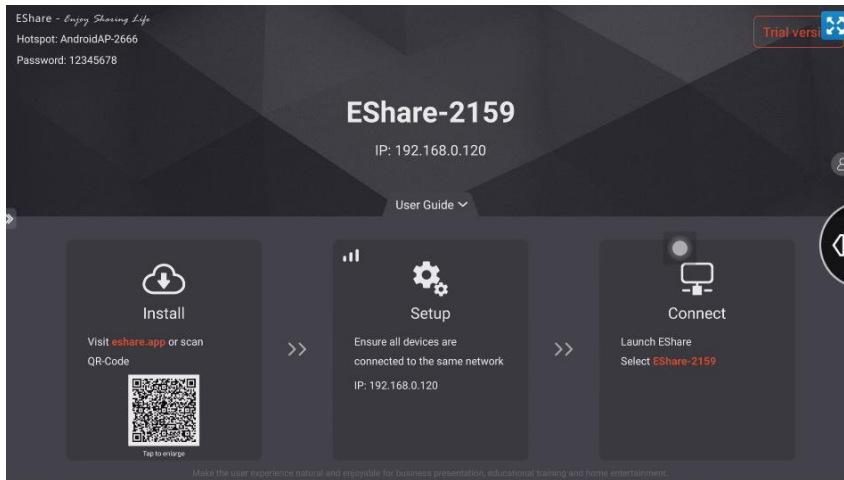 EShare - Enjoy Sharing Life
Hotspot: AndroidAP-2666
Password: 12345678
Trial versi
EShare-2159
IP: 192.168.0.120
User Guide
Install
Visit eshare.app or scan
QR-Code
Tap to enlarge
Setup
Ensure all devices are
connected to the same network
IP: 192.168.0.120
Connect
Launch EShare
Select EShare-2159
Make the user experience natural and enjoyable for business presentation, educational training and home entertainment.